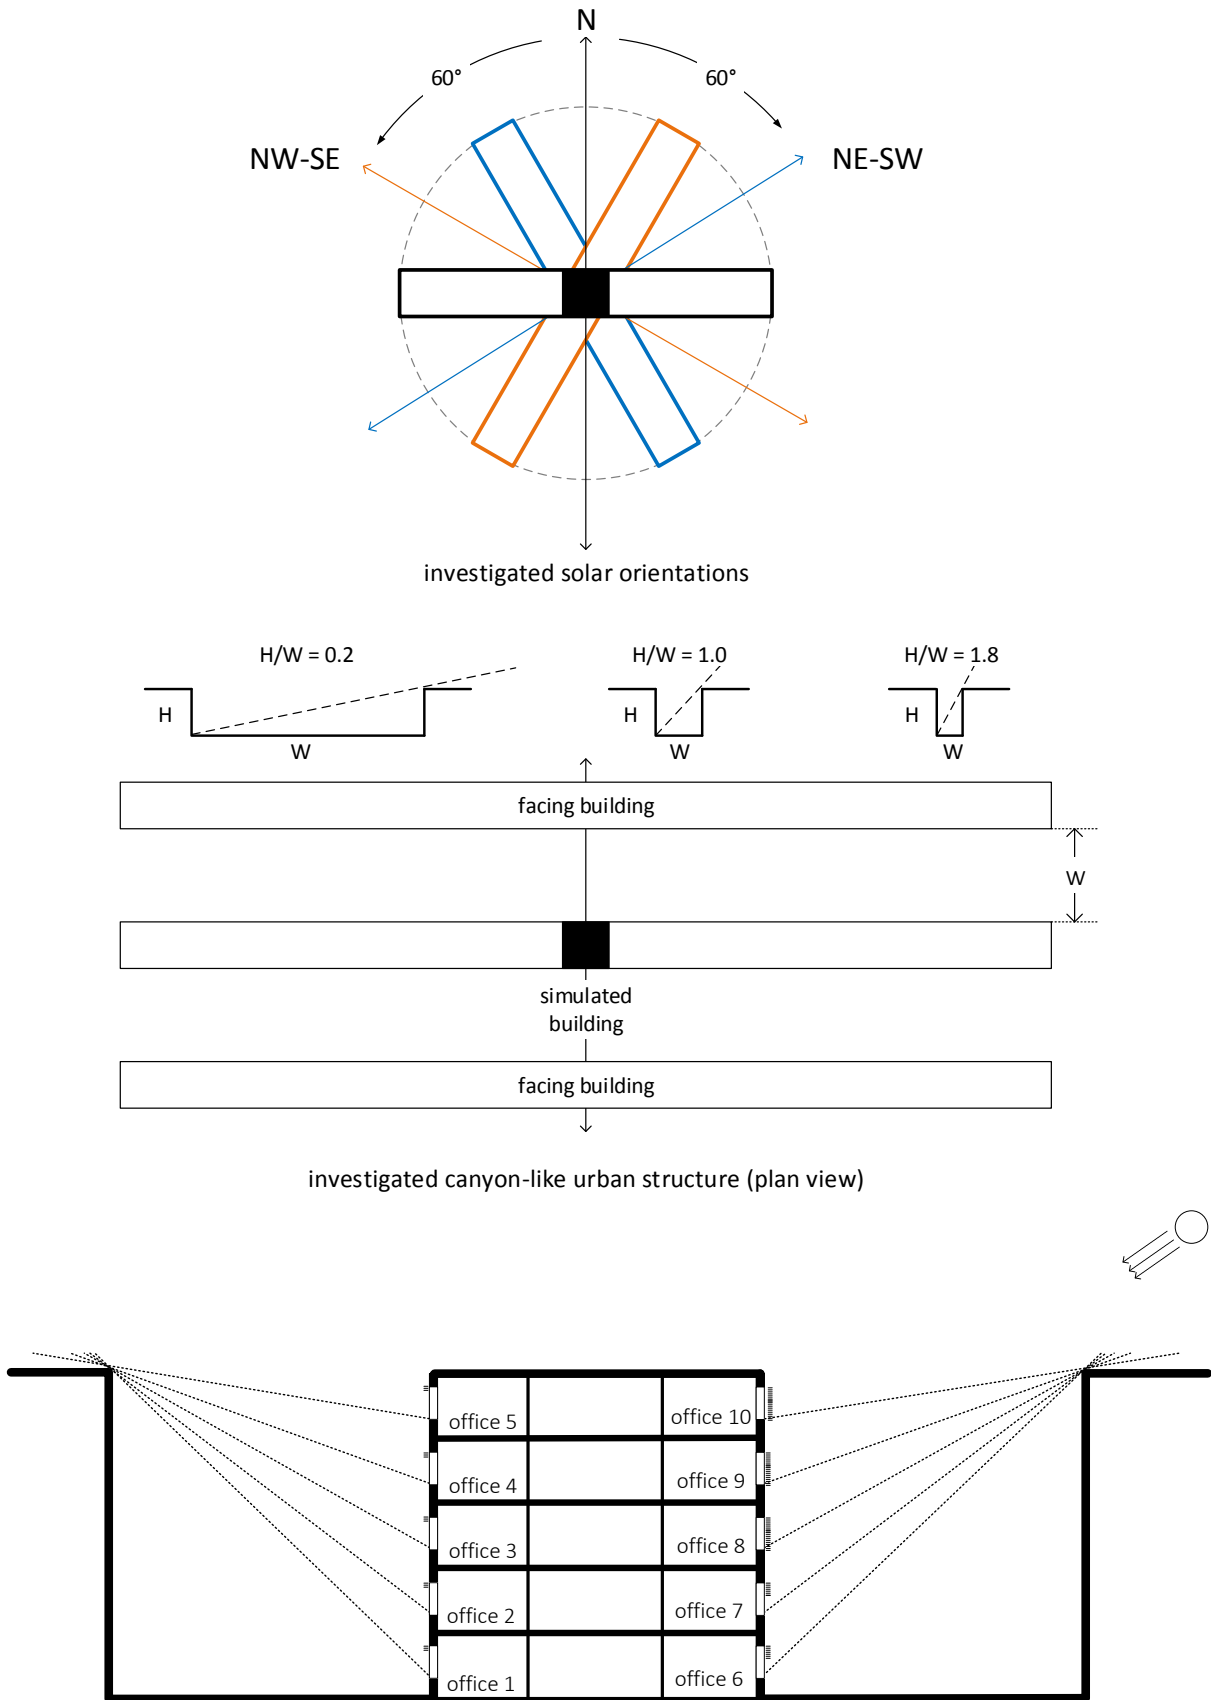 N
60°
60°
NW-SE
NE-SW
investigated solar orientations
H/W = 0.2
H/W = 1.0
H/W = 1.8
H
H
H
W
W
W
facing building
W
simulated
building
facing building
investigated canyon-like urban structure (plan view)
office 5
office 10
office 4
office 9
office 3
office 8
office 2
office 7
office 1
office 6